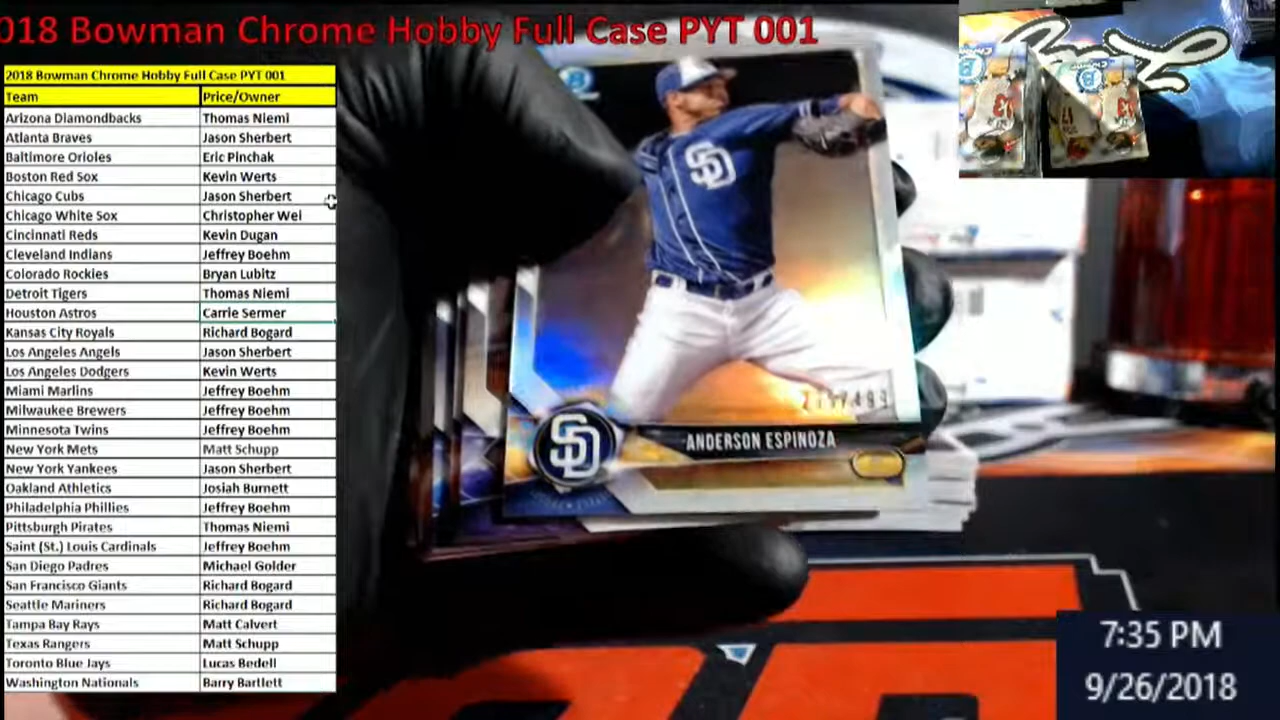 018 Bowman Chrome Hobby Full Case PYT 001
2018 Bowman Chrome Hobby Full Case PYT 001
Team Price/Owner
Arizona Diamondbacks Thomas Niemi
Atlanta Braves Jason Sherbert
Baltimore Orioles Eric Pinchak
Boston Red Sox Kevin Werts
Chicago Cubs Jason Sherbert
Chicago White Sox Christopher Wei
Cincinnati Reds Kevin Dugan
Cleveland Indians Jeffrey Boehm
Colorado Rockies Bryan Lubitz
Detroit Tigers Thomas Niemi
Houston Astros Carrie Sermer
Kansas City Royals Richard Bogard
Los Angeles Angels Jason Sherbert
Los Angeles Dodgers Kevin Werts
Miami Marlins Jeffrey Boehm
Milwaukee Brewers Jeffrey Boehm
Minnesota Twins Jeffrey Boehm
New York Mets Matt Schupp
New York Yankees Jason Sherbert
Oakland Athletics Josiah Burnett
Philadelphia Phillies Jeffrey Boehm
Pittsburgh Pirates Thomas Niemi
Saint (St.) Louis Cardinals Jeffrey Boehm
San Diego Padres Michael Golder
San Francisco Giants Richard Bogard
Seattle Mariners Richard Bogard
Tampa Bay Rays Matt Calvert
Texas Rangers Matt Schupp
Toronto Blue Jays Lucas Bedell
Washington Nationals Barry Bartlett
B
SD
ANDERSON ESPINOZA
SD
7:35 PM
9/26/2018